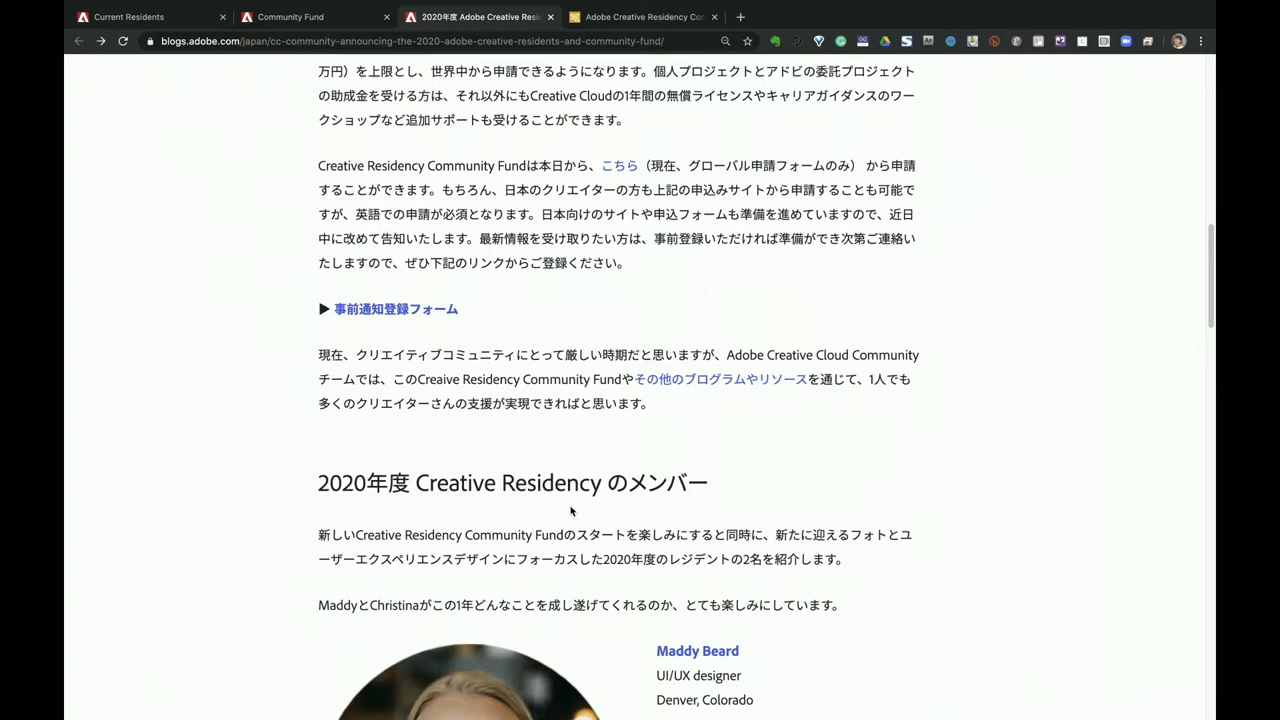 Current Residents
Community Fund
2020年度 Adobe Creative Resi
Adobe Creative Residency Co
blogs.adobe.com/japan/cc-community-announcing-the-2020-adobe-creative-residents-and-community-fund/
万円）を上限とし、世界中から申請できるようになります。個人プロジェクトとアドビの委託プロジェクト
の助成金を受ける方は、それ以外にもCreative Cloudの1年間の無償ライセンスやキャリアガイダンスのワー
クショップなど追加サポートも受けることができます。
Creative Residency Community Fundは本日から、こちら（現在、グローバル申請フォームのみ） から申請
することができます。もちろん、日本のクリエイターの方も上記の申込みサイトから申請することも可能で
すが、英語での申請が必須となります。日本向けのサイトや申込フォームも準備を進めていますので、近日
中に改めて告知いたします。最新情報を受け取りたい方は、事前登録いただければ準備ができ次第ご連絡い
たしますので、ぜひ下記のリンクからご登録ください。
▶ 事前通知登録フォーム
現在、クリエイティブコミュニティにとって厳しい時期だと思いますが、Adobe Creative Cloud Community
チームでは、このCreaive Residency Community Fundやその他のプログラムやリソースを通じて、1人でも
多くのクリエイターさんの支援が実現できればと思います。
2020年度 Creative Residency のメンバー
新しいCreative Residency Community Fundのスタートを楽しみにすると同時に、新たに迎えるフォトとユ
ーザーエクスペリエンスデザインにフォーカスした2020年度のレジデントの2名を紹介します。
MaddyとChristinaがこの1年どんなことを成し遂げてくれるのか、とても楽しみにしています。
Maddy Beard
UI/UX designer
Denver, Colorado